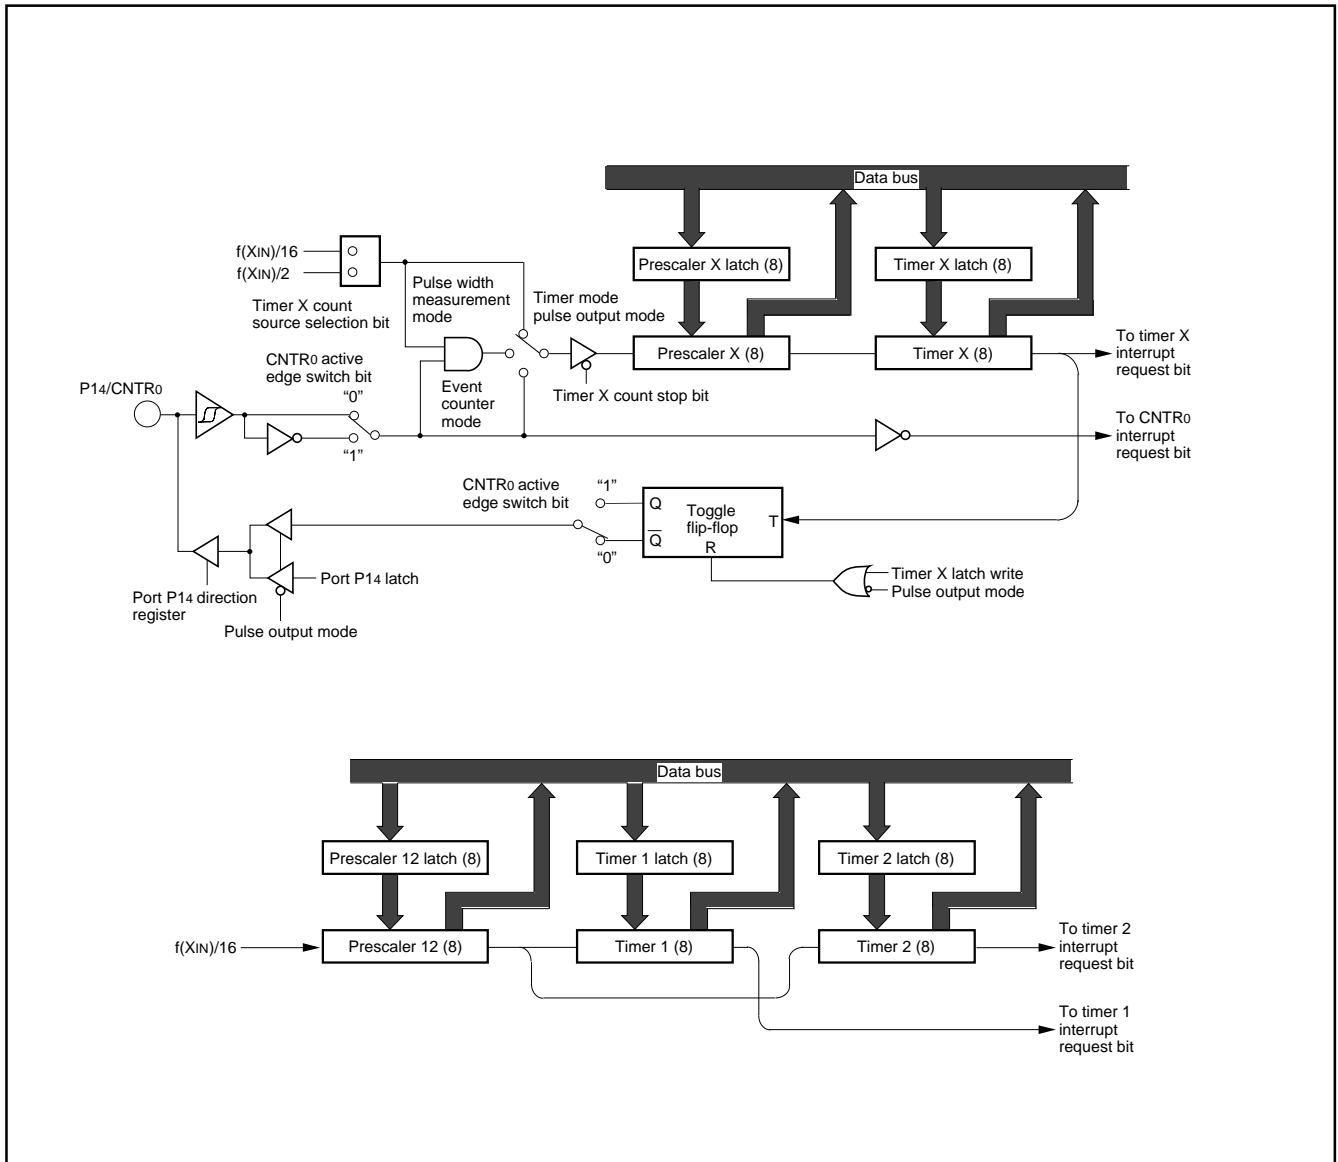 Data bus
f(XIN)/16
f(XIN)/2
Timer X count
source selection bit
Pulse width
measurement
mode
Timer mode
pulse output mode
Prescaler X latch (8)
Timer X latch (8)
Prescaler X (8)
Timer X (8)
To timer X
interrupt
request bit
CNTR0 active
edge switch bit
"0"
"1"
P14/CNTR0
Event
counter
mode
Timer X count stop bit
To CNTR0
interrupt
request bit
CNTR0 active
edge switch bit
"1"
"0"
Q
Q̅
Toggle
flip-flop
T
R
Timer X latch write
Pulse output mode
Port P14 latch
Port P14 direction
register
Pulse output mode
Data bus
Prescaler 12 latch (8)
Timer 1 latch (8)
Timer 2 latch (8)
f(XIN)/16
Prescaler 12 (8)
Timer 1 (8)
Timer 2 (8)
To timer 2
interrupt
request bit
To timer 1
interrupt
request bit